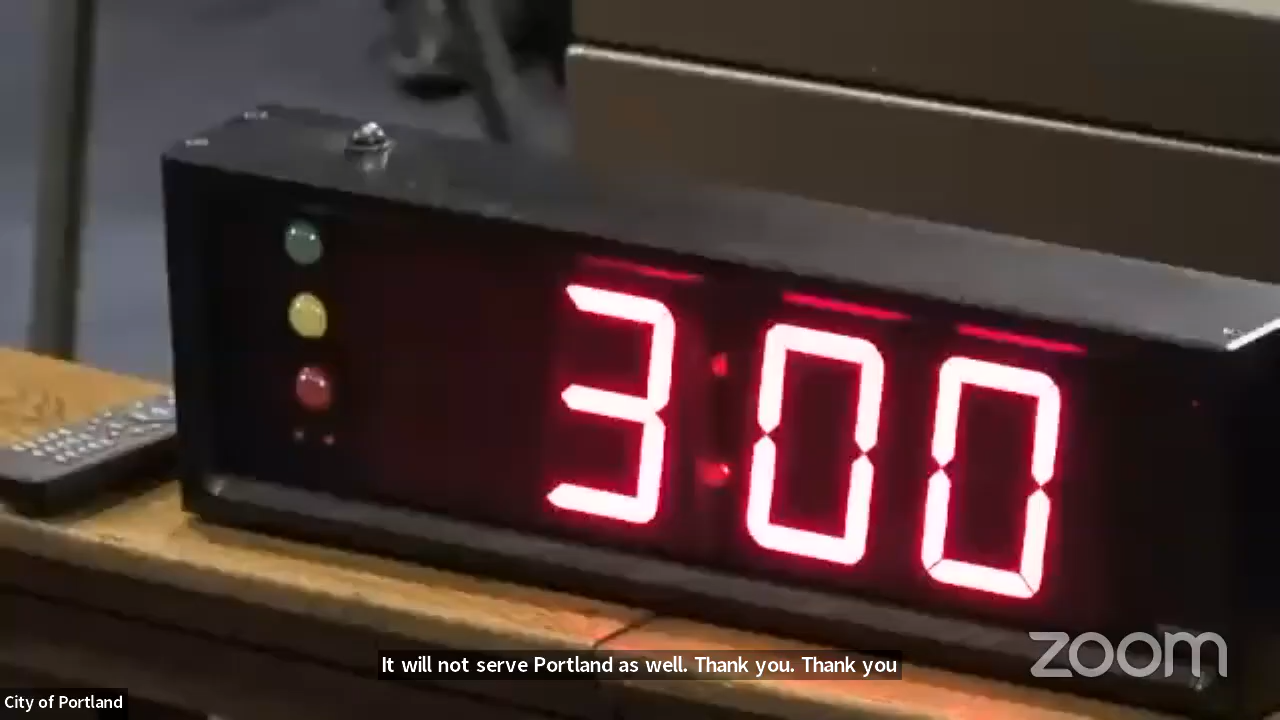 3:00
It will not serve Portland as well. Thank you. Thank you
zoom
City of Portland